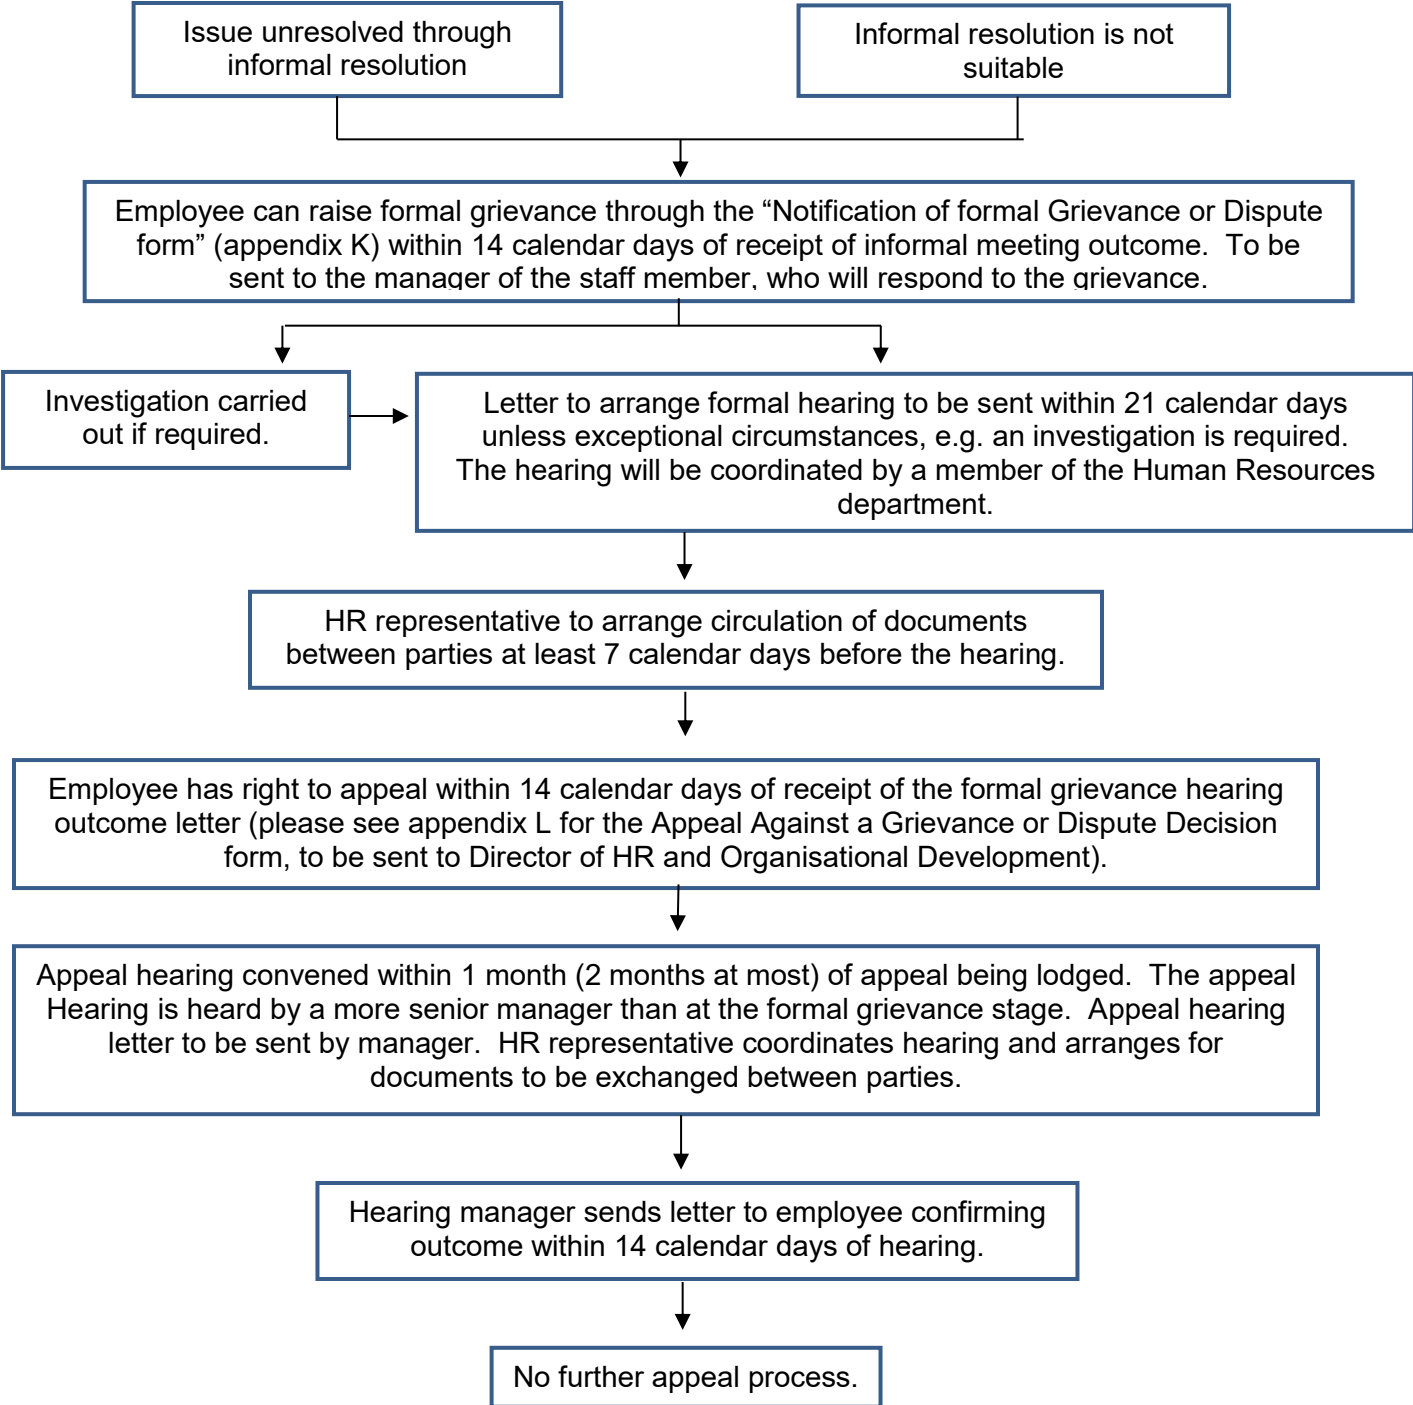 Issue unresolved through
informal resolution
Informal resolution is not
suitable
Employee can raise formal grievance through the “Notification of formal Grievance or Dispute
form” (appendix K) within 14 calendar days of receipt of informal meeting outcome.  To be
sent to the manager of the staff member, who will respond to the grievance.
Investigation carried
out if required.
Letter to arrange formal hearing to be sent within 21 calendar days
unless exceptional circumstances, e.g. an investigation is required.
The hearing will be coordinated by a member of the Human Resources
department.
HR representative to arrange circulation of documents
between parties at least 7 calendar days before the hearing.
Employee has right to appeal within 14 calendar days of receipt of the formal grievance hearing
outcome letter (please see appendix L for the Appeal Against a Grievance or Dispute Decision
form, to be sent to Director of HR and Organisational Development).
Appeal hearing convened within 1 month (2 months at most) of appeal being lodged.  The appeal
Hearing is heard by a more senior manager than at the formal grievance stage.  Appeal hearing
letter to be sent by manager.  HR representative coordinates hearing and arranges for
documents to be exchanged between parties.
Hearing manager sends letter to employee confirming
outcome within 14 calendar days of hearing.
No further appeal process.